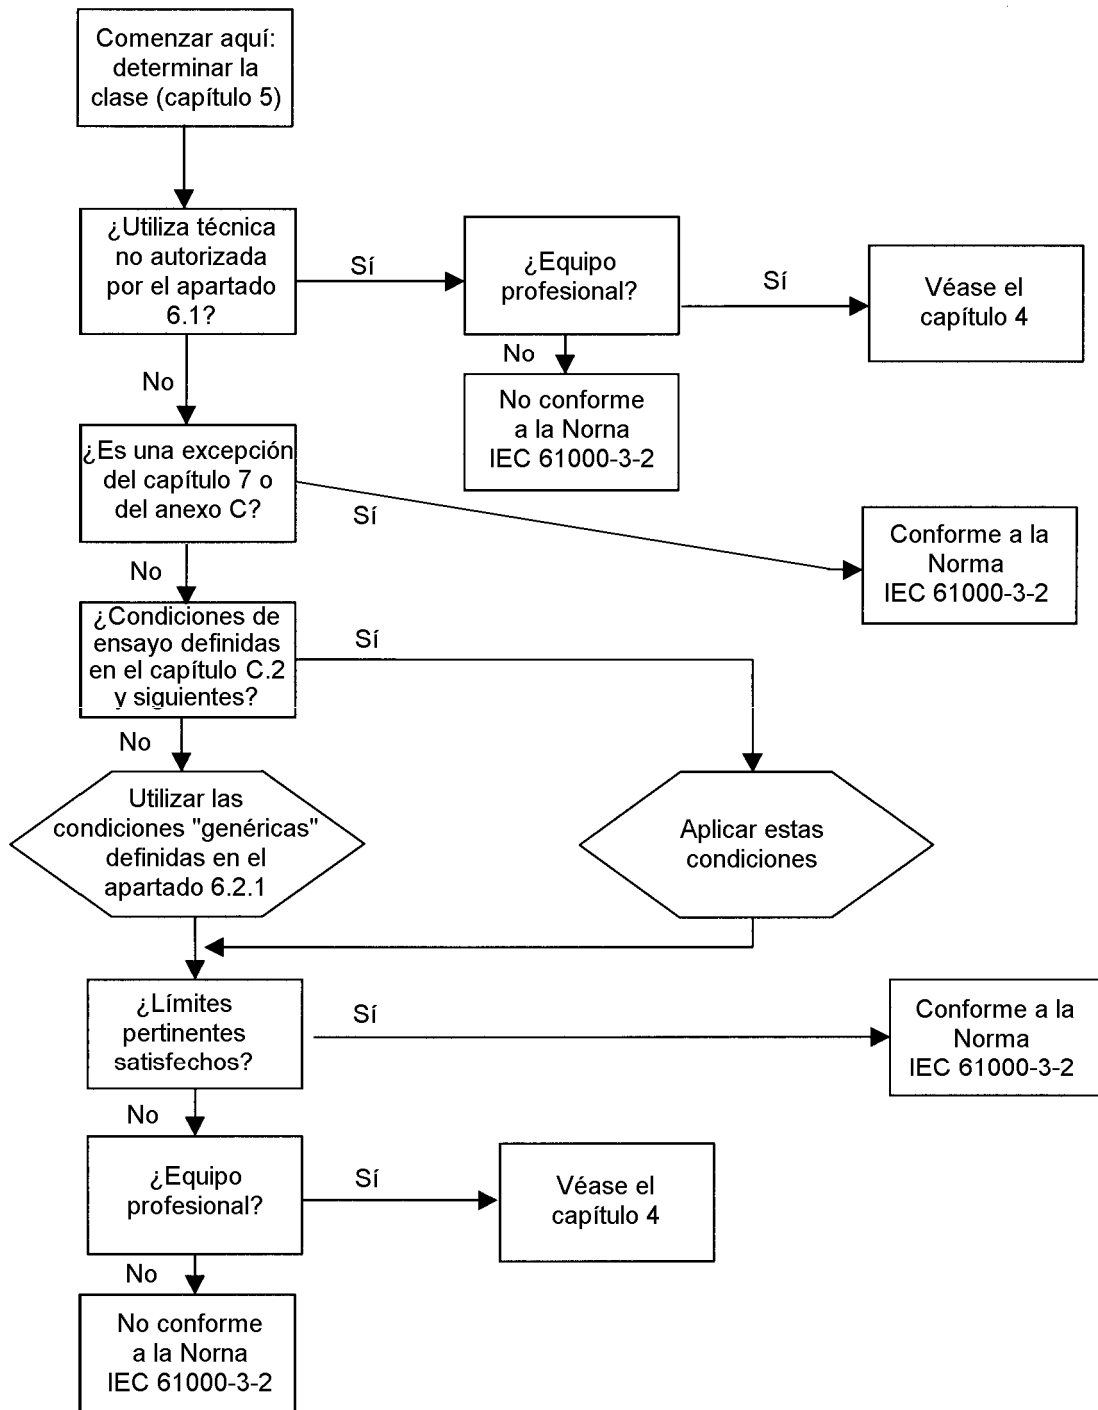 Comenzar aquí:
determinar la
clase (capítulo 5)
¿Utiliza técnica
no autorizada
por el apartado
6.1?
Sí
¿Equipo
profesional?
Sí
Véase el
capítulo 4
No
No conforme
a la Norna
IEC 61000-3-2
No
¿Es una excepción
del capítulo 7 o
del anexo C?
Sí
Conforme a la
Norma
IEC 61000-3-2
No
¿Condiciones de
ensayo definidas
en el capítulo C.2
y siguientes?
Sí
No
Utilizar las
condiciones "genéricas"
definidas en el
apartado 6.2.1
Aplicar estas
condiciones
¿Límites
pertinentes
satisfechos?
Sí
Conforme a la
Norma
IEC 61000-3-2
No
¿Equipo
profesional?
Sí
Véase el
capítulo 4
No
No conforme
a la Norna
IEC 61000-3-2